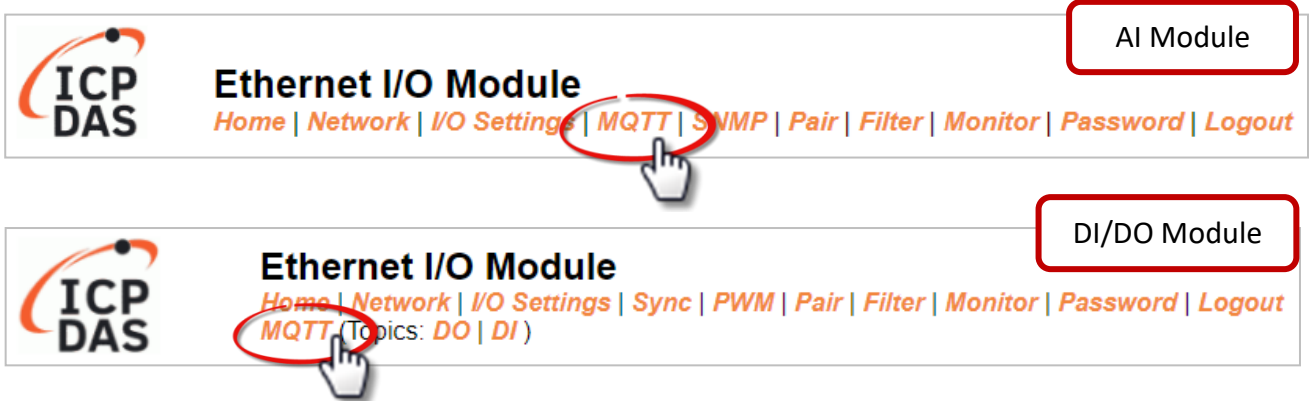 AI Module
ICP
DAS
Ethernet I/O Module
Home | Network | I/O Settings | MQTT | SNMP | Pair | Filter | Monitor | Password | Logout
DI/DO Module
ICP
DAS
Ethernet I/O Module
Home | Network | I/O Settings | Sync | PWM | Pair | Filter | Monitor | Password | Logout
MQTT (Topics: DO | DI )